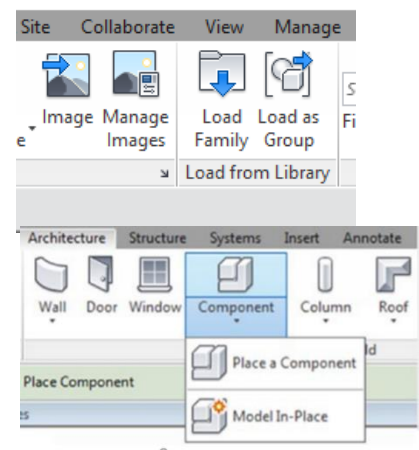 Site Collaborate View Manage
Image Manage Images
Load Family
Load as Group
Load from Library
Architecture Structure Systems Insert Annotate
Wall Door Window Component Column Roof
Place a Component
Place Component
Model In-Place